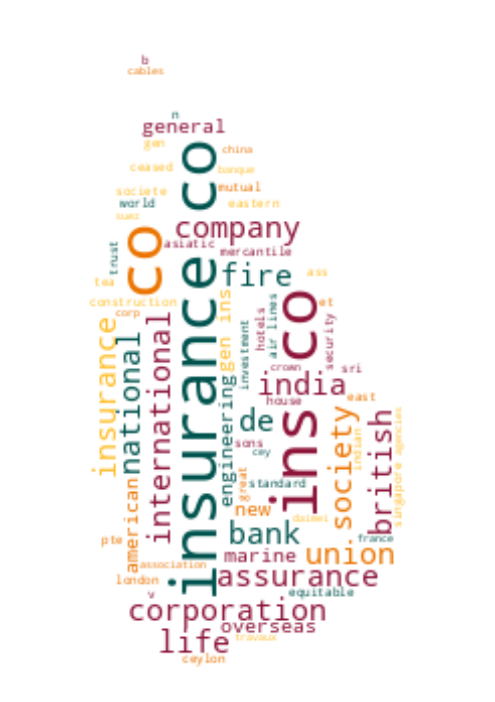 b
cables
n
general
gen
china
ceased
banque
societe
mutual
world
eastern
suez
insurance co
company
co
asiatic
trust
mercantile
fire
ass
tea
construction
corp
et
gen ins
air lines
hotels
security
ins co
insurance
national
international
investment
crown
sri
india
house
east
engineering
de
society
british
singapore
agencies
indian
sons
cey
great
standard
american
new
daimei
bank
france
pte
marine
union
association
london
assurance
v
equitable
corporation
overseas
life
travaux
ceylon